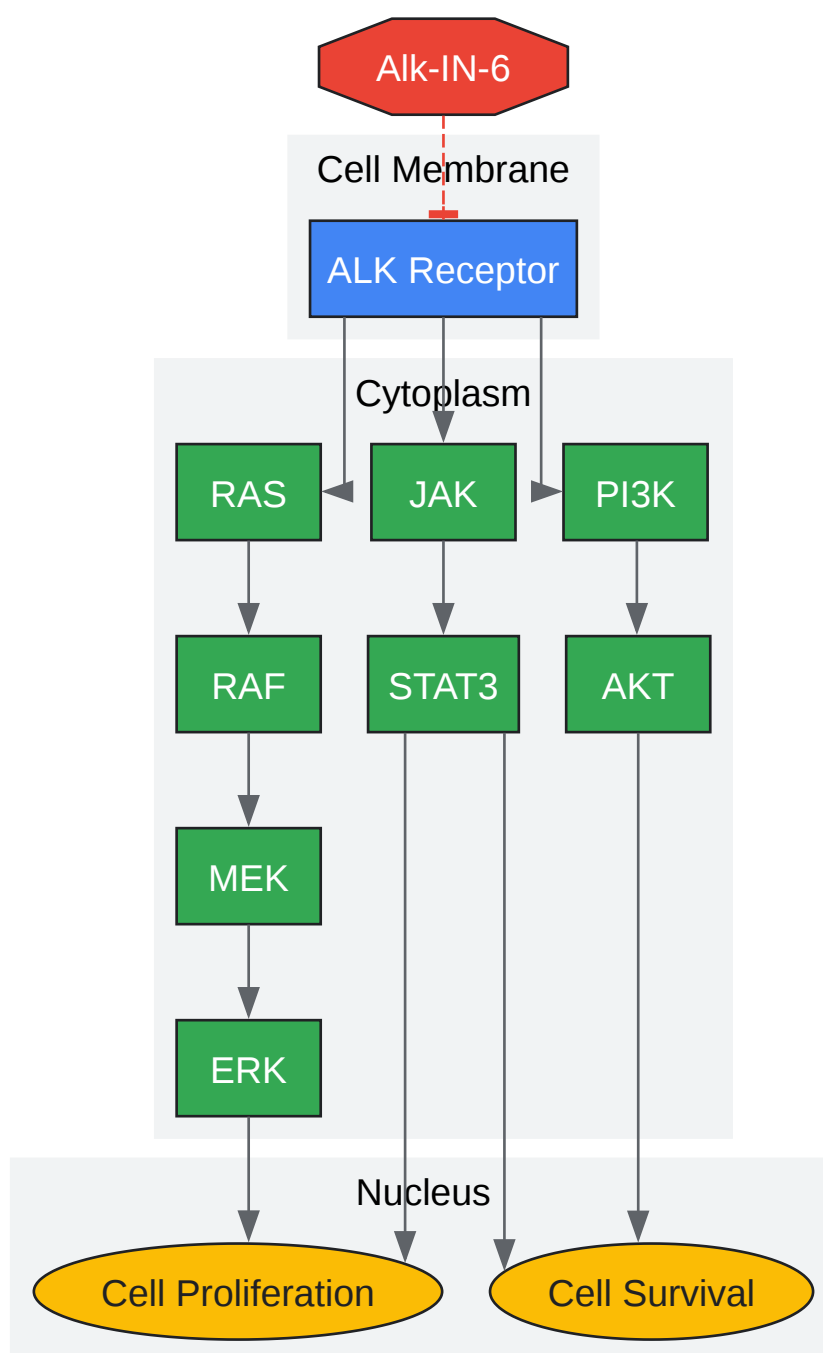 Alk-IN-6
Cell Membrane
ALK Receptor
Cytoplasm
RAS
JAK
PI3K
RAF
STAT3
AKT
MEK
ERK
Nucleus
Cell Proliferation
Cell Survival